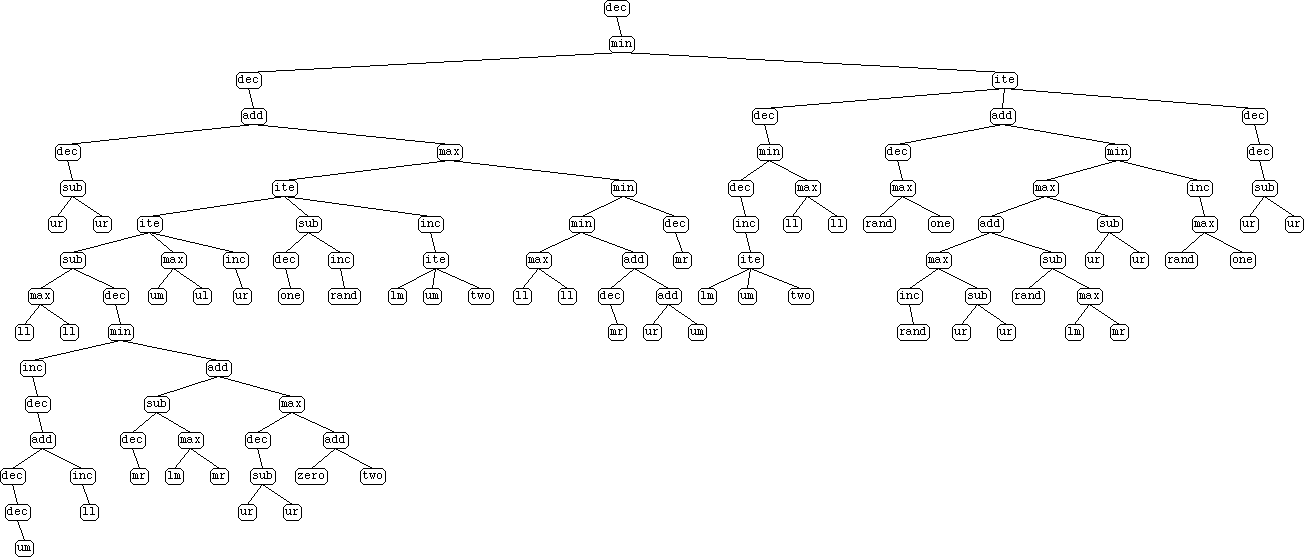 dec
min
dec ite
add dec add dec
dec max min dec min dec
sub ite min dec max max max inc sub
ur ur ite sub inc min dec inc ll ll rand one add sub max ur ur
sub max inc dec inc ite max add mr ite max sub ur ur rand one
max dec um ul ur one rand lm um two ll ll dec add lm um two inc sub rand max
ll ll min mr ur um rand ur ur lm mr
inc add
dec sub max
add dec max dec add
dec inc mr lm mr sub zero two
dec ll ur ur
um